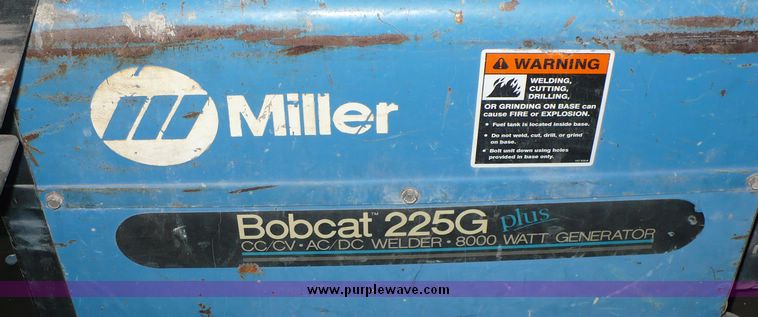 Miller
WARNING
WELDING,
CUTTING,
DRILLING,
OR GRINDING ON BASE can
cause FIRE or EXPLOSION.
• Fuel tank is located inside base.
• Do not weld, cut, drill, or grind
on base.
• Bolt unit down using holes
provided in base only.
Bobcat™ 225G plus
CC/CV • AC/DC WELDER • 8000 WATT GENERATOR
www.purplewave.com